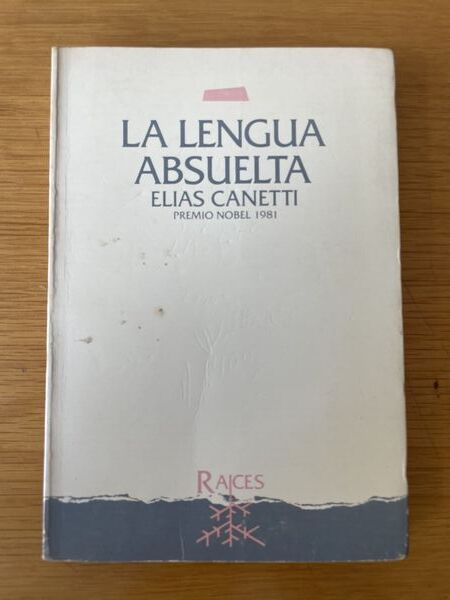 LA LENGUA
ABSUELTA
ELIAS CANETTI
PREMIO NOBEL 1981
RAICES